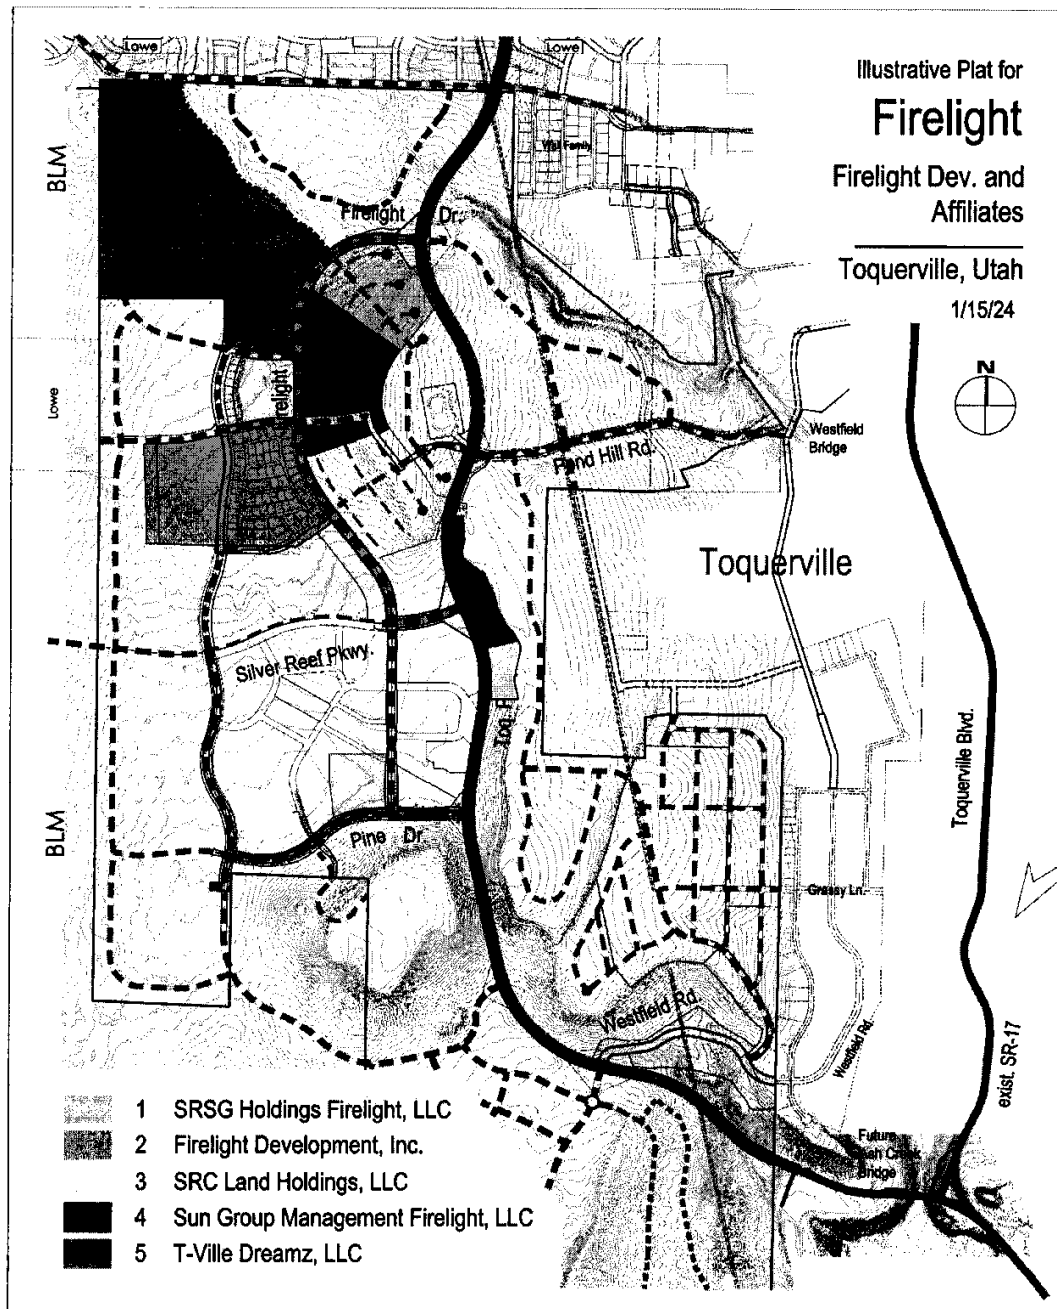 Lowe
Lowe
Illustrative Plat for
Firelight
Firelight Dev. and
Affiliates
Toquerville, Utah
1/15/24
N
BLM
Firelight Dr.
Lowe
Westfield
Bridge
Pond Hill Rd.
Toquerville
Silver Reef Pkwy.
Toquerville Blvd.
BLM
Pine Dr.
Grassy Ln.
Westfield Rd.
Westfield Rd.
exist. SR-17
Future
Ash Creek
Bridge
1 SRSG Holdings Firelight, LLC
2 Firelight Development, Inc.
3 SRC Land Holdings, LLC
4 Sun Group Management Firelight, LLC
5 T-Ville Dreamz, LLC